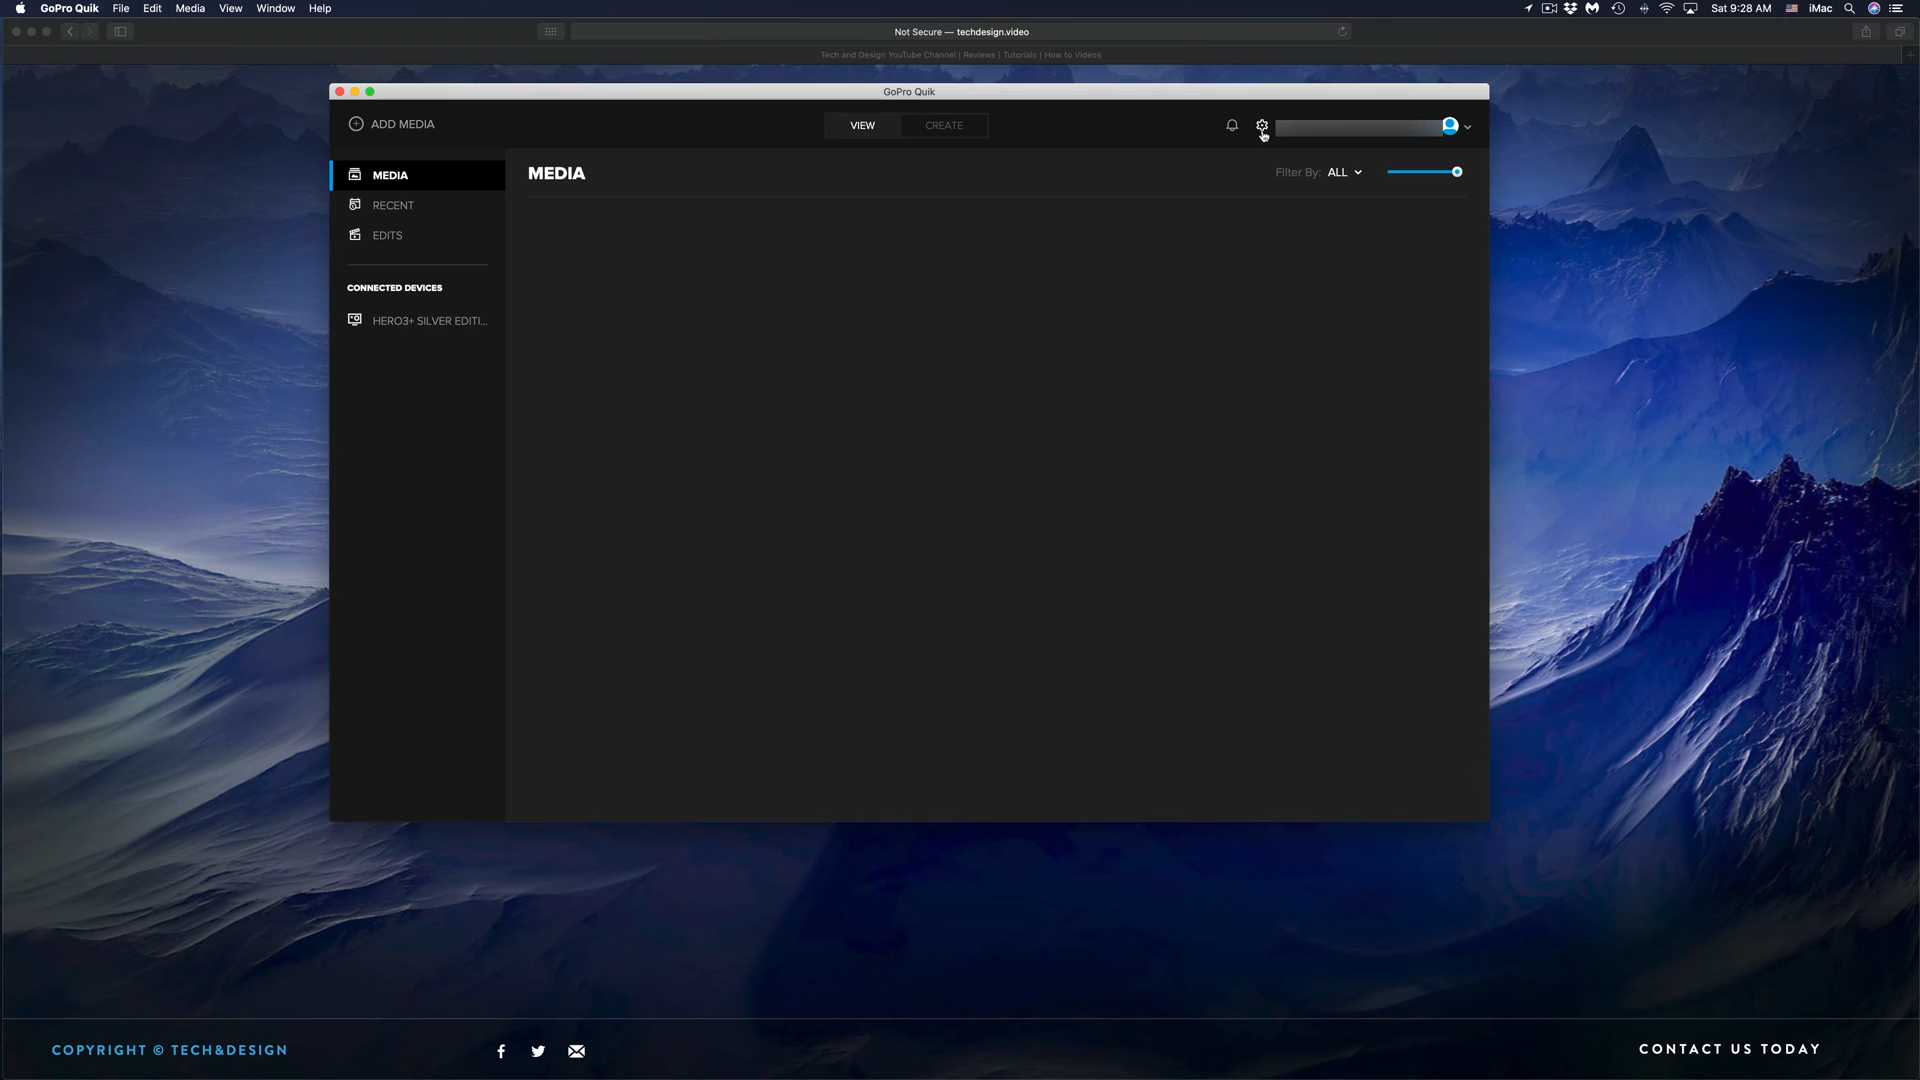 GoPro Quik File Edit Media View Window Help Sat 9:28 AM iMac
Not Secure — techdesign.video
Tech and Design YouTube Channel | Reviews | Tutorials | How to Videos
GoPro Quik
ADD MEDIA VIEW CREATE
MEDIA
RECENT
EDITS
CONNECTED DEVICES
HERO3+ SILVER EDITI...
MEDIA Filter By: ALL
COPYRIGHT © TECH&DESIGN CONTACT US TODAY